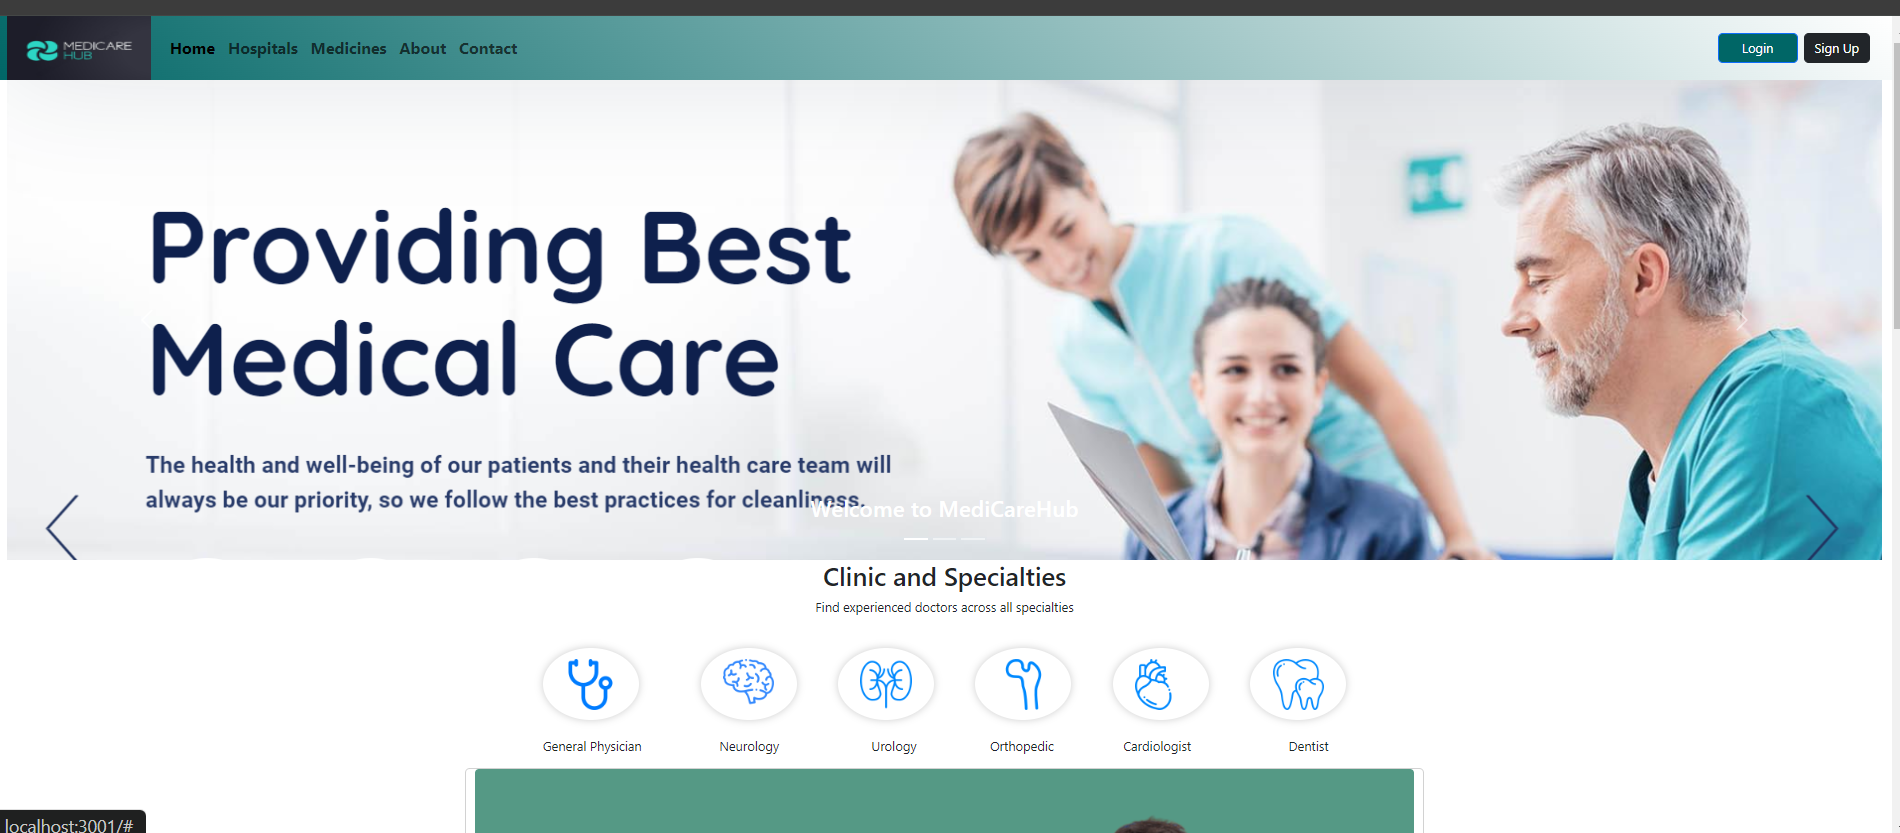 MEDICARE
HUB
Home Hospitals Medicines About Contact
Login Sign Up
Providing Best
Medical Care
The health and well-being of our patients and their health care team will
always be our priority, so we follow the best practices for cleanliness.
Welcome to MediCareHub
Clinic and Specialties
Find experienced doctors across all specialties
General Physician Neurology Urology Orthopedic Cardiologist Dentist
localhost:3001/#